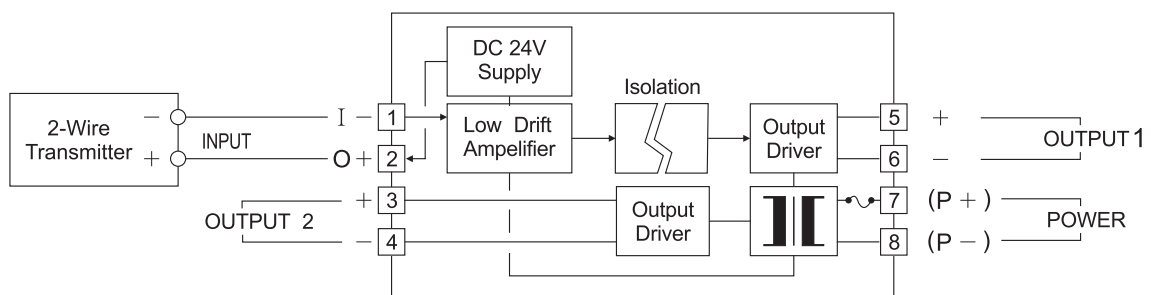 DC 24V
Supply
2-Wire
Transmitter
−
+
INPUT
I −
O +
1
2
Low Drift
Ampelifier
Isolation
Output
Driver
5
6
+
−
OUTPUT 1
OUTPUT 2
+
−
3
4
Output
Driver
7
8
(P +)
(P −)
POWER